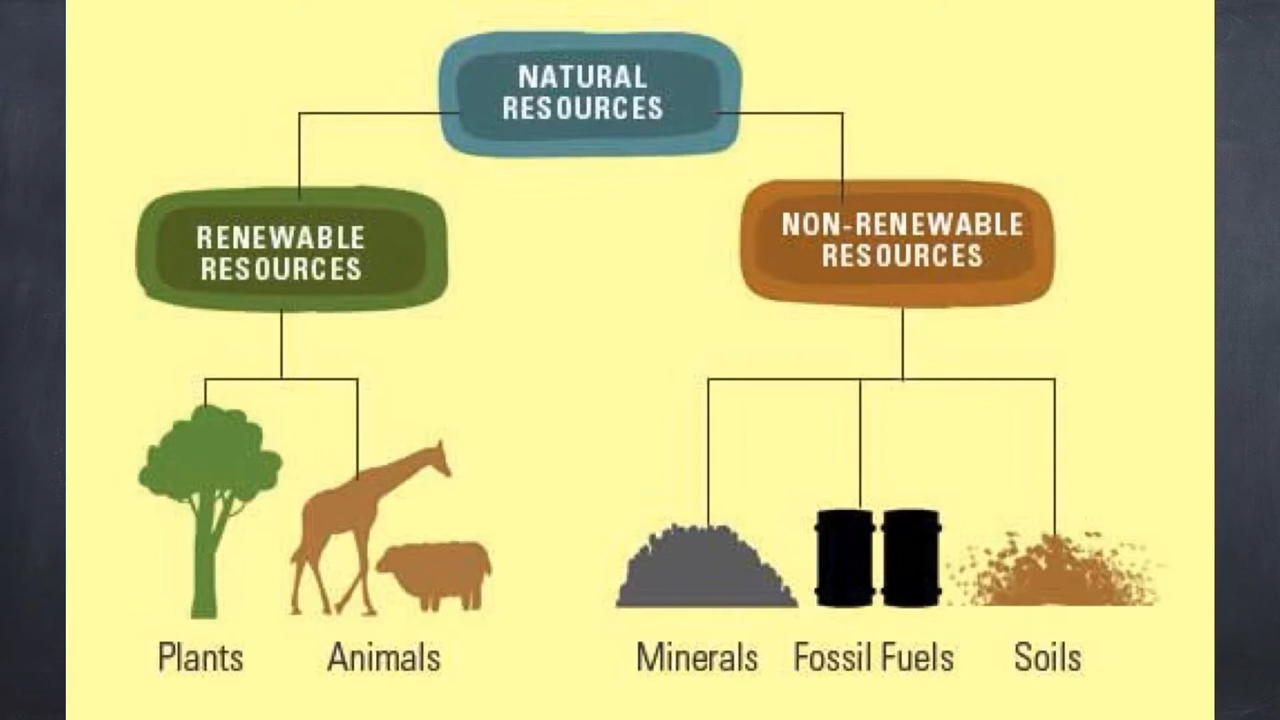 NATURAL
RESOURCES
RENEWABLE
RESOURCES
NON-RENEWABLE
RESOURCES
Plants
Animals
Minerals
Fossil Fuels
Soils